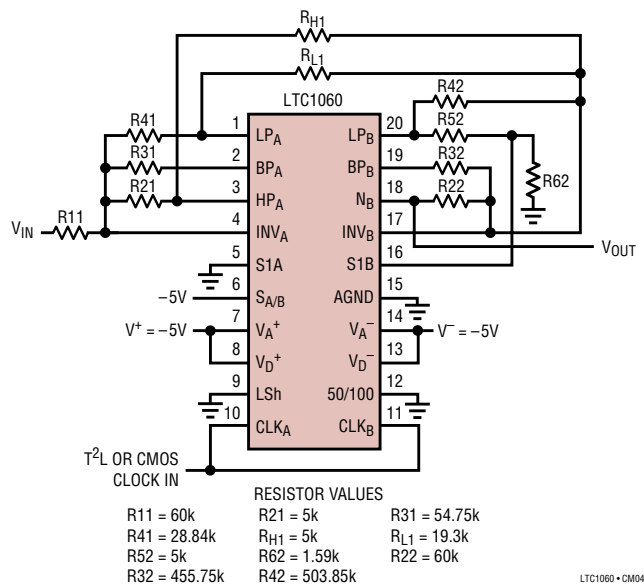 RH1
RL1
LTC1060
R41 1 LPA LPB 20 R42
R52
R31 2 BPA BPB 19 R32
R62
R21 3 HPA NB 18 R22
VIN R11 4 INVA INVB 17
VOUT
5 S1A S1B 16
–5V 6 SA/B AGND 15
V+ = –5V 7 VA+ VA– 14 V– = –5V
8 VD+ VD– 13
9 LSh 50/100 12
10 CLKA CLKB 11
T2L OR CMOS
CLOCK IN
RESISTOR VALUES
R11 = 60k R21 = 5k R31 = 54.75k
R41 = 28.84k RH1 = 5k RL1 = 19.3k
R52 = 5k R62 = 1.59k R22 = 60k
R32 = 455.75k R42 = 503.85k